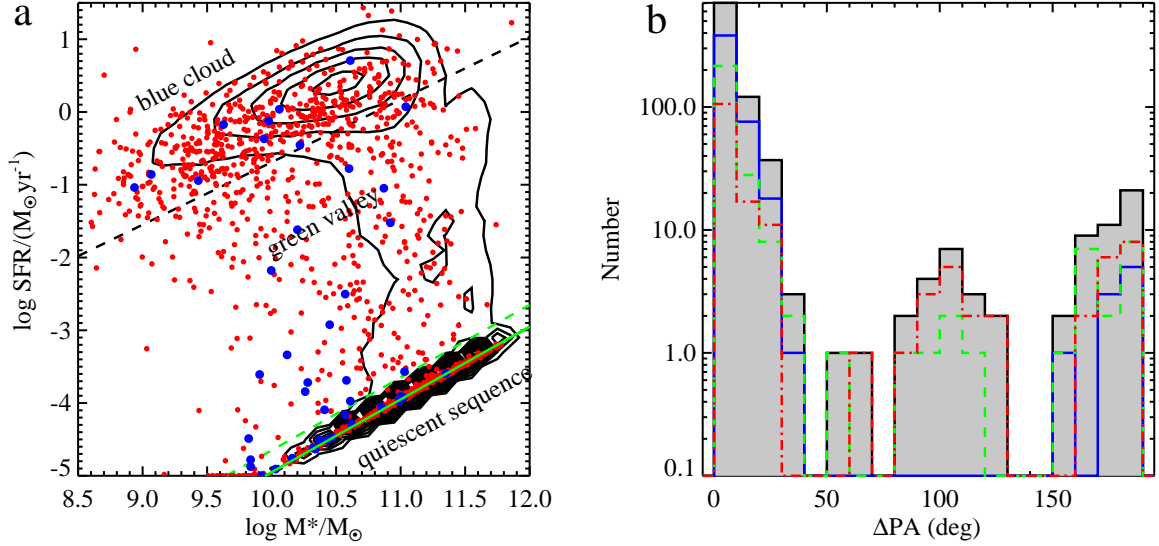 a
blue cloud
green valley
quiescent sequence
log SFR/(M⊙yr-1)
1
0
-1
-2
-3
-4
-5
8.5 9.0 9.5 10.0 10.5 11.0 11.5 12.0
log M*/M⊙
b
Number
100.0
10.0
1.0
0.1
0 50 100 150
ΔPA (deg)